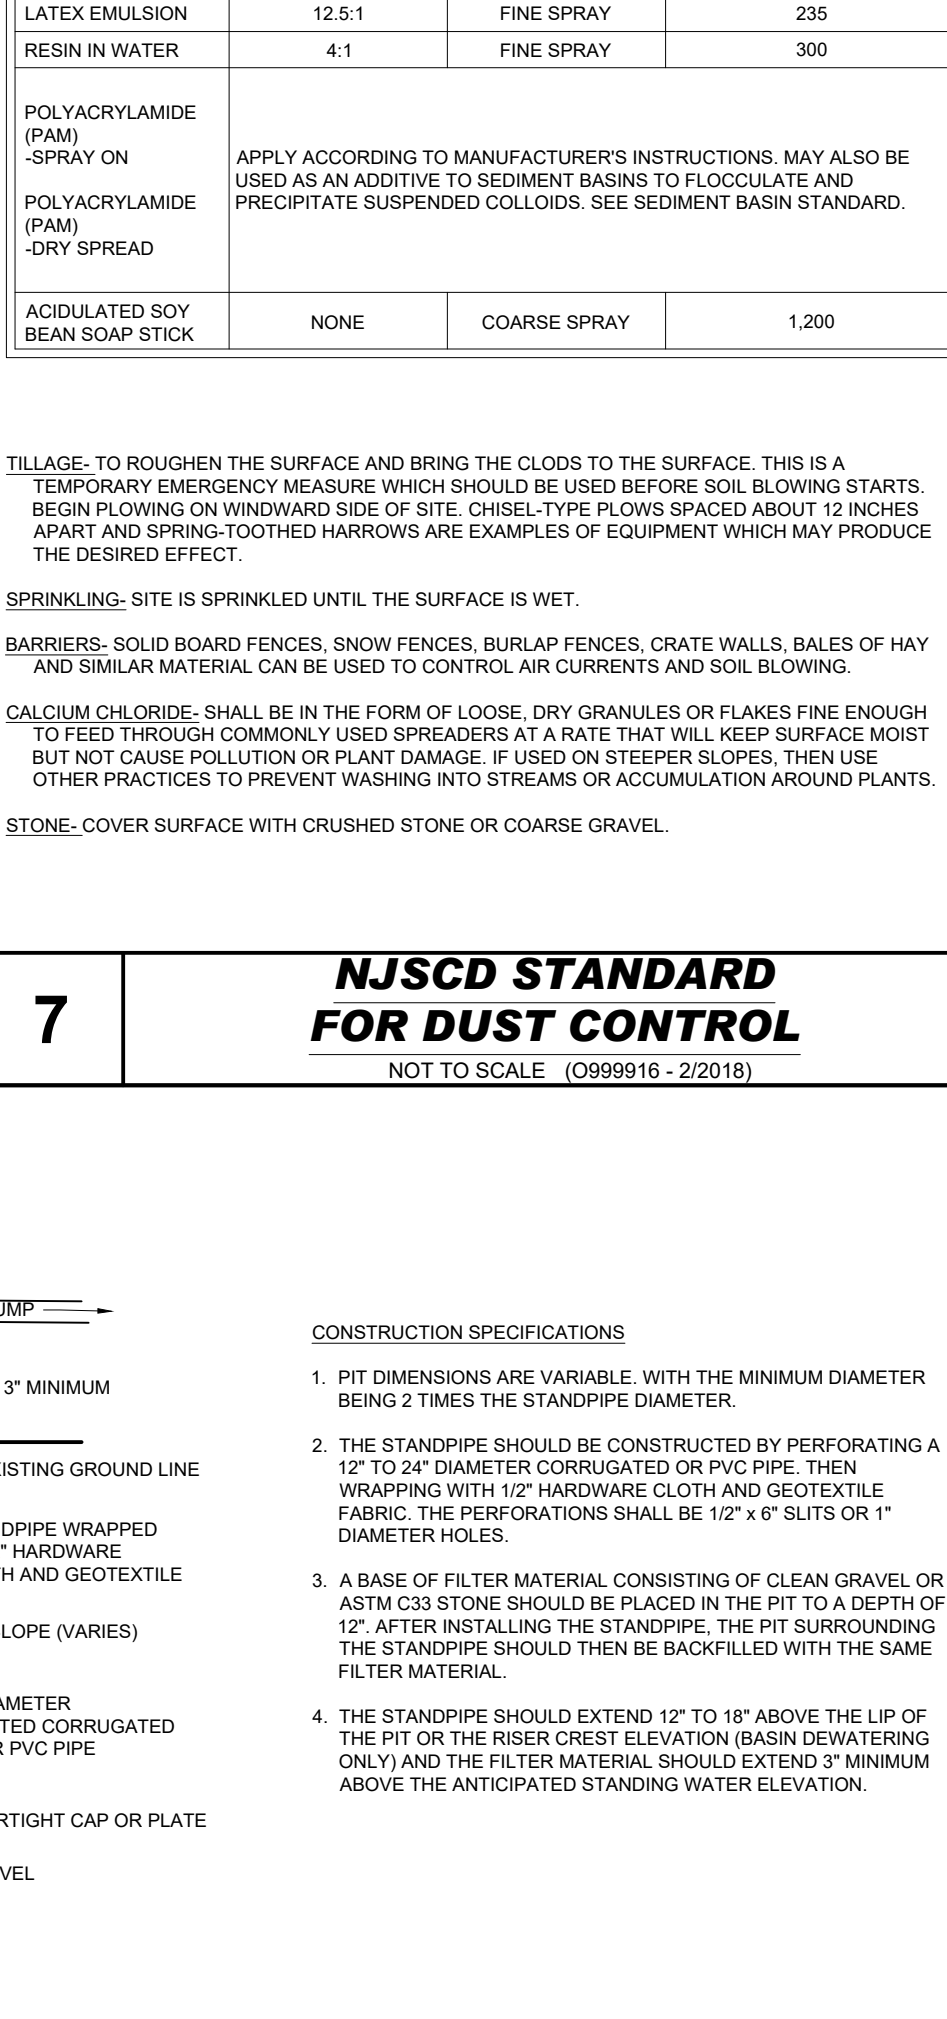 LATEX EMULSION 12.5:1 FINE SPRAY 235
RESIN IN WATER 4:1 FINE SPRAY 300
POLYACRYLAMIDE
(PAM)
-SPRAY ON
POLYACRYLAMIDE
(PAM)
-DRY SPREAD
APPLY ACCORDING TO MANUFACTURER'S INSTRUCTIONS. MAY ALSO BE
USED AS AN ADDITIVE TO SEDIMENT BASINS TO FLOCCULATE AND
PRECIPITATE SUSPENDED COLLOIDS. SEE SEDIMENT BASIN STANDARD.
ACIDULATED SOY
BEAN SOAP STICK
NONE COARSE SPRAY 1,200
TILLAGE- TO ROUGHEN THE SURFACE AND BRING THE CLODS TO THE SURFACE. THIS IS A
TEMPORARY EMERGENCY MEASURE WHICH SHOULD BE USED BEFORE SOIL BLOWING STARTS.
BEGIN PLOWING ON WINDWARD SIDE OF SITE. CHISEL-TYPE PLOWS SPACED ABOUT 12 INCHES
APART AND SPRING-TOOTHED HARROWS ARE EXAMPLES OF EQUIPMENT WHICH MAY PRODUCE
THE DESIRED EFFECT.
SPRINKLING- SITE IS SPRINKLED UNTIL THE SURFACE IS WET.
BARRIERS- SOLID BOARD FENCES, SNOW FENCES, BURLAP FENCES, CRATE WALLS, BALES OF HAY
AND SIMILAR MATERIAL CAN BE USED TO CONTROL AIR CURRENTS AND SOIL BLOWING.
CALCIUM CHLORIDE- SHALL BE IN THE FORM OF LOOSE, DRY GRANULES OR FLAKES FINE ENOUGH
TO FEED THROUGH COMMONLY USED SPREADERS AT A RATE THAT WILL KEEP SURFACE MOIST
BUT NOT CAUSE POLLUTION OR PLANT DAMAGE. IF USED ON STEEPER SLOPES, THEN USE
OTHER PRACTICES TO PREVENT WASHING INTO STREAMS OR ACCUMULATION AROUND PLANTS.
STONE- COVER SURFACE WITH CRUSHED STONE OR COARSE GRAVEL.
7
NJSCD STANDARD
FOR DUST CONTROL
NOT TO SCALE (O999916 - 2/2018)
UMP
3" MINIMUM
ISTING GROUND LINE
DPIPE WRAPPED
" HARDWARE
H AND GEOTEXTILE
LOPE (VARIES)
AMETER
TED CORRUGATED
R PVC PIPE
RTIGHT CAP OR PLATE
VEL
CONSTRUCTION SPECIFICATIONS
1. PIT DIMENSIONS ARE VARIABLE. WITH THE MINIMUM DIAMETER
BEING 2 TIMES THE STANDPIPE DIAMETER.
2. THE STANDPIPE SHOULD BE CONSTRUCTED BY PERFORATING A
12" TO 24" DIAMETER CORRUGATED OR PVC PIPE. THEN
WRAPPING WITH 1/2" HARDWARE CLOTH AND GEOTEXTILE
FABRIC. THE PERFORATIONS SHALL BE 1/2" x 6" SLITS OR 1"
DIAMETER HOLES.
3. A BASE OF FILTER MATERIAL CONSISTING OF CLEAN GRAVEL OR
ASTM C33 STONE SHOULD BE PLACED IN THE PIT TO A DEPTH OF
12". AFTER INSTALLING THE STANDPIPE, THE PIT SURROUNDING
THE STANDPIPE SHOULD THEN BE BACKFILLED WITH THE SAME
FILTER MATERIAL.
4. THE STANDPIPE SHOULD EXTEND 12" TO 18" ABOVE THE LIP OF
THE PIT OR THE RISER CREST ELEVATION (BASIN DEWATERING
ONLY) AND THE FILTER MATERIAL SHOULD EXTEND 3" MINIMUM
ABOVE THE ANTICIPATED STANDING WATER ELEVATION.